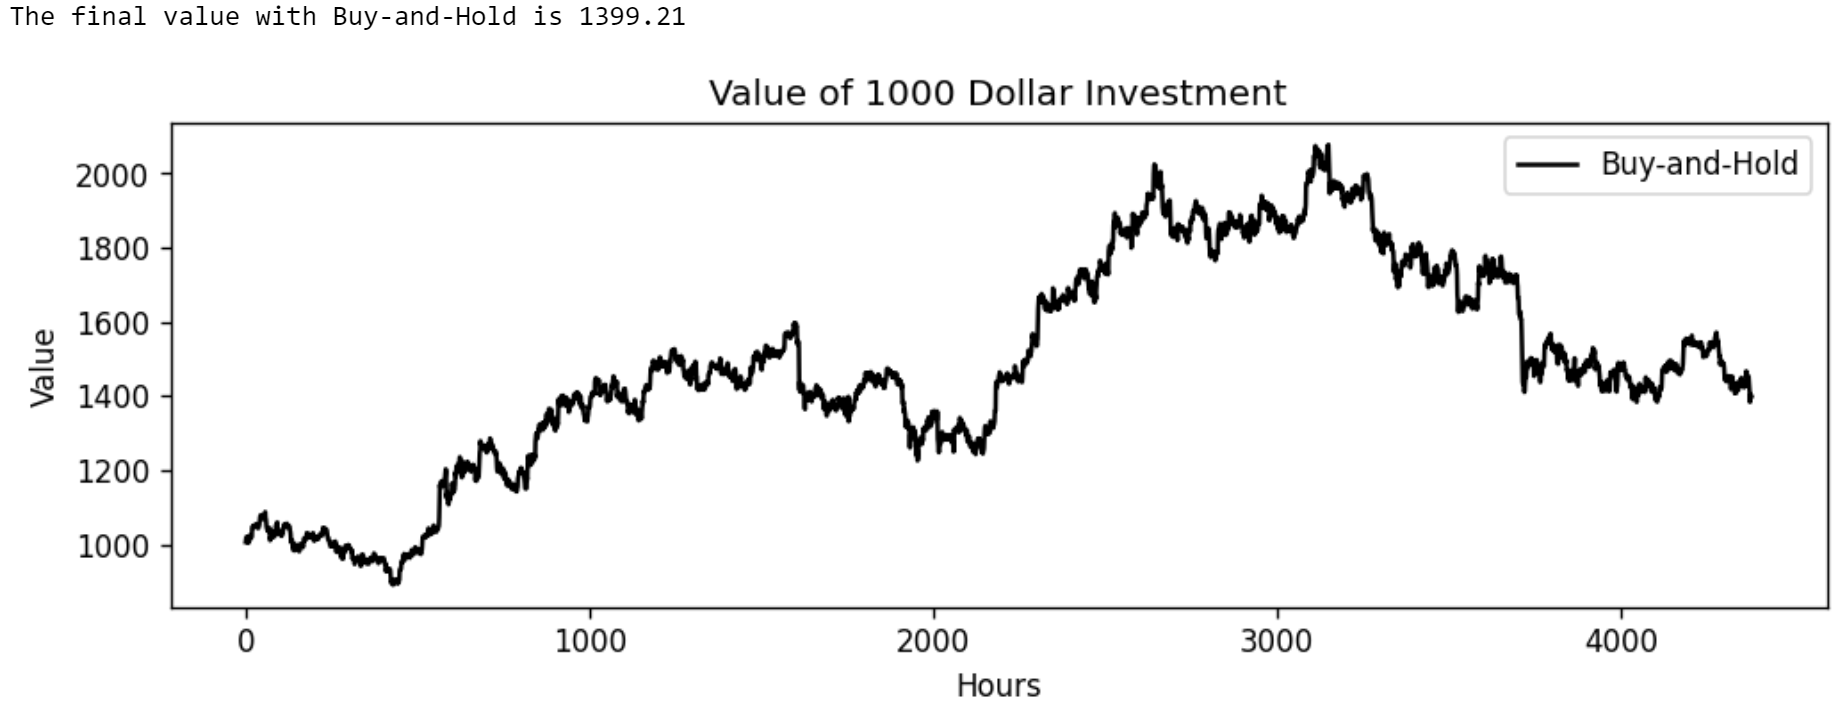 The final value with Buy-and-Hold is 1399.21
Value of 1000 Dollar Investment
Buy-and-Hold
2000
1800
1600
1400
1200
1000
Value
0 1000 2000 3000 4000
Hours